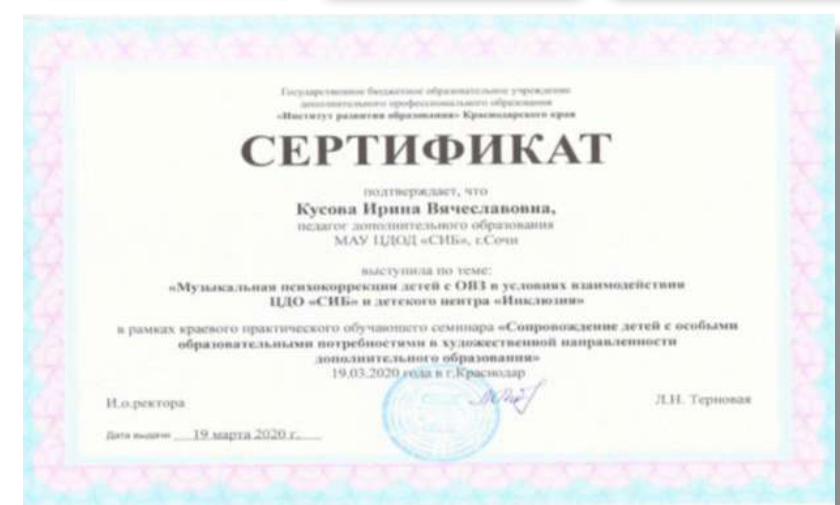 Государственное бюджетное образовательное учреждение
дополнительного профессионального образования
«Институт развития образования» Краснодарского края
СЕРТИФИКАТ
подтверждает, что
Кусова Ирина Вячеславовна,
педагог дополнительного образования
МАУ ЦДОД «СИБ», г.Сочи
выступила по теме:
«Музыкальная психокоррекция детей с ОВЗ в условиях взаимодействия
ЦДО «СИБ» и детского центра «Инклюзия»
в рамках краевого практического обучающего семинара «Сопровождение детей с особыми
образовательными потребностями в художественной направленности
дополнительного образования»
19.03.2020 года в г.Краснодар
И.о.ректора
Л.Н. Терновая
Дата выдачи 19 марта 2020 г.